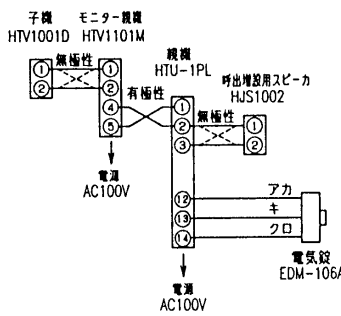 子機
HTV1001D
モニター親機
HTV1101M
親機
HTU-1PL
呼出増設用スピーカ
HJS1002
無極性
有極性
無極性
①
②
①
②
④
⑤
①
②
③
①
②
電源
AC100V
⑫
⑬
⑭
アカ
キ
クロ
電気錠
EDM-106A
電源
AC100V